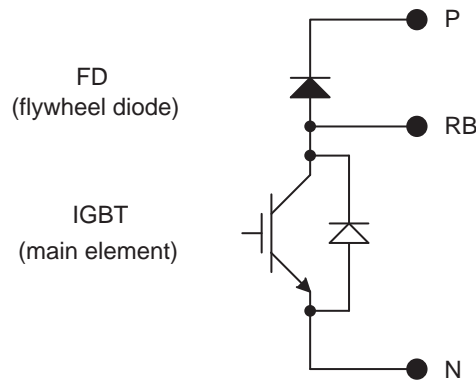 P
FD
(flywheel diode)
RB
IGBT
(main element)
N